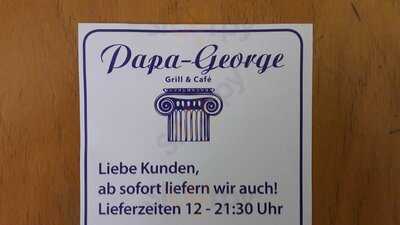 Papa-George
Grill & Café
Liebe Kunden,
ab sofort liefern wir auch!
Lieferzeiten 12 - 21:30 Uhr